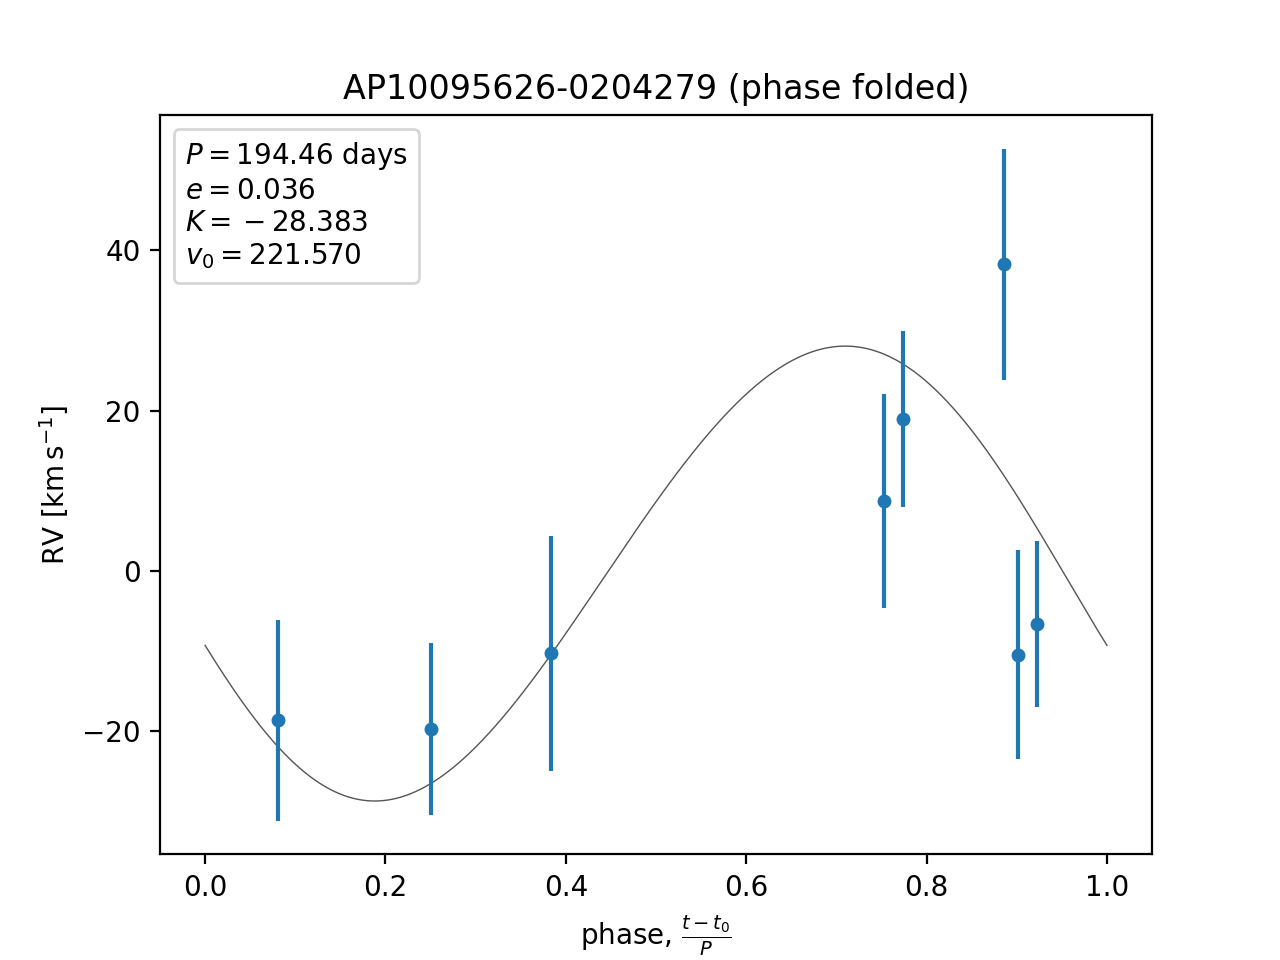 AP10095626-0204279 (phase folded)
P = 194.46 days
e = 0.036
K = −28.383
v₀ = 221.570
RV [km s⁻¹]
40
20
0
−20
0.0 0.2 0.4 0.6 0.8 1.0
phase, (t − t₀)/P